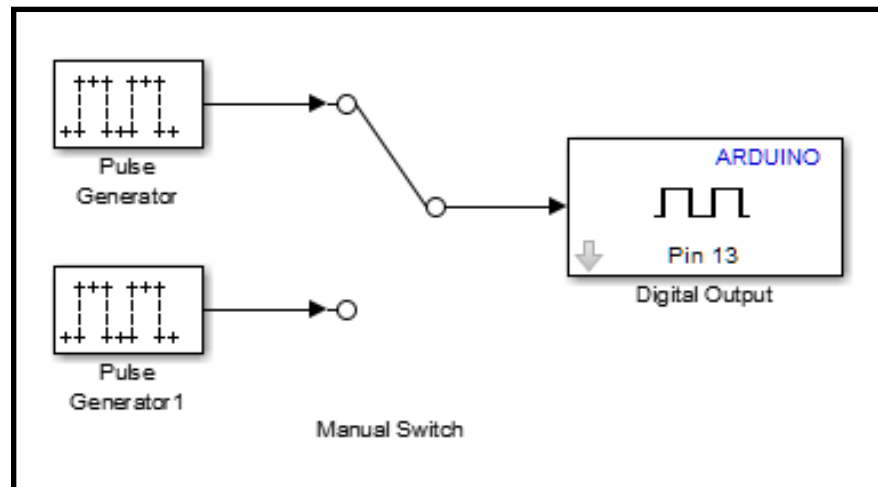 Pulse
Generator
ARDUINO
Pin 13
Digital Output
Pulse
Generator1
Manual Switch